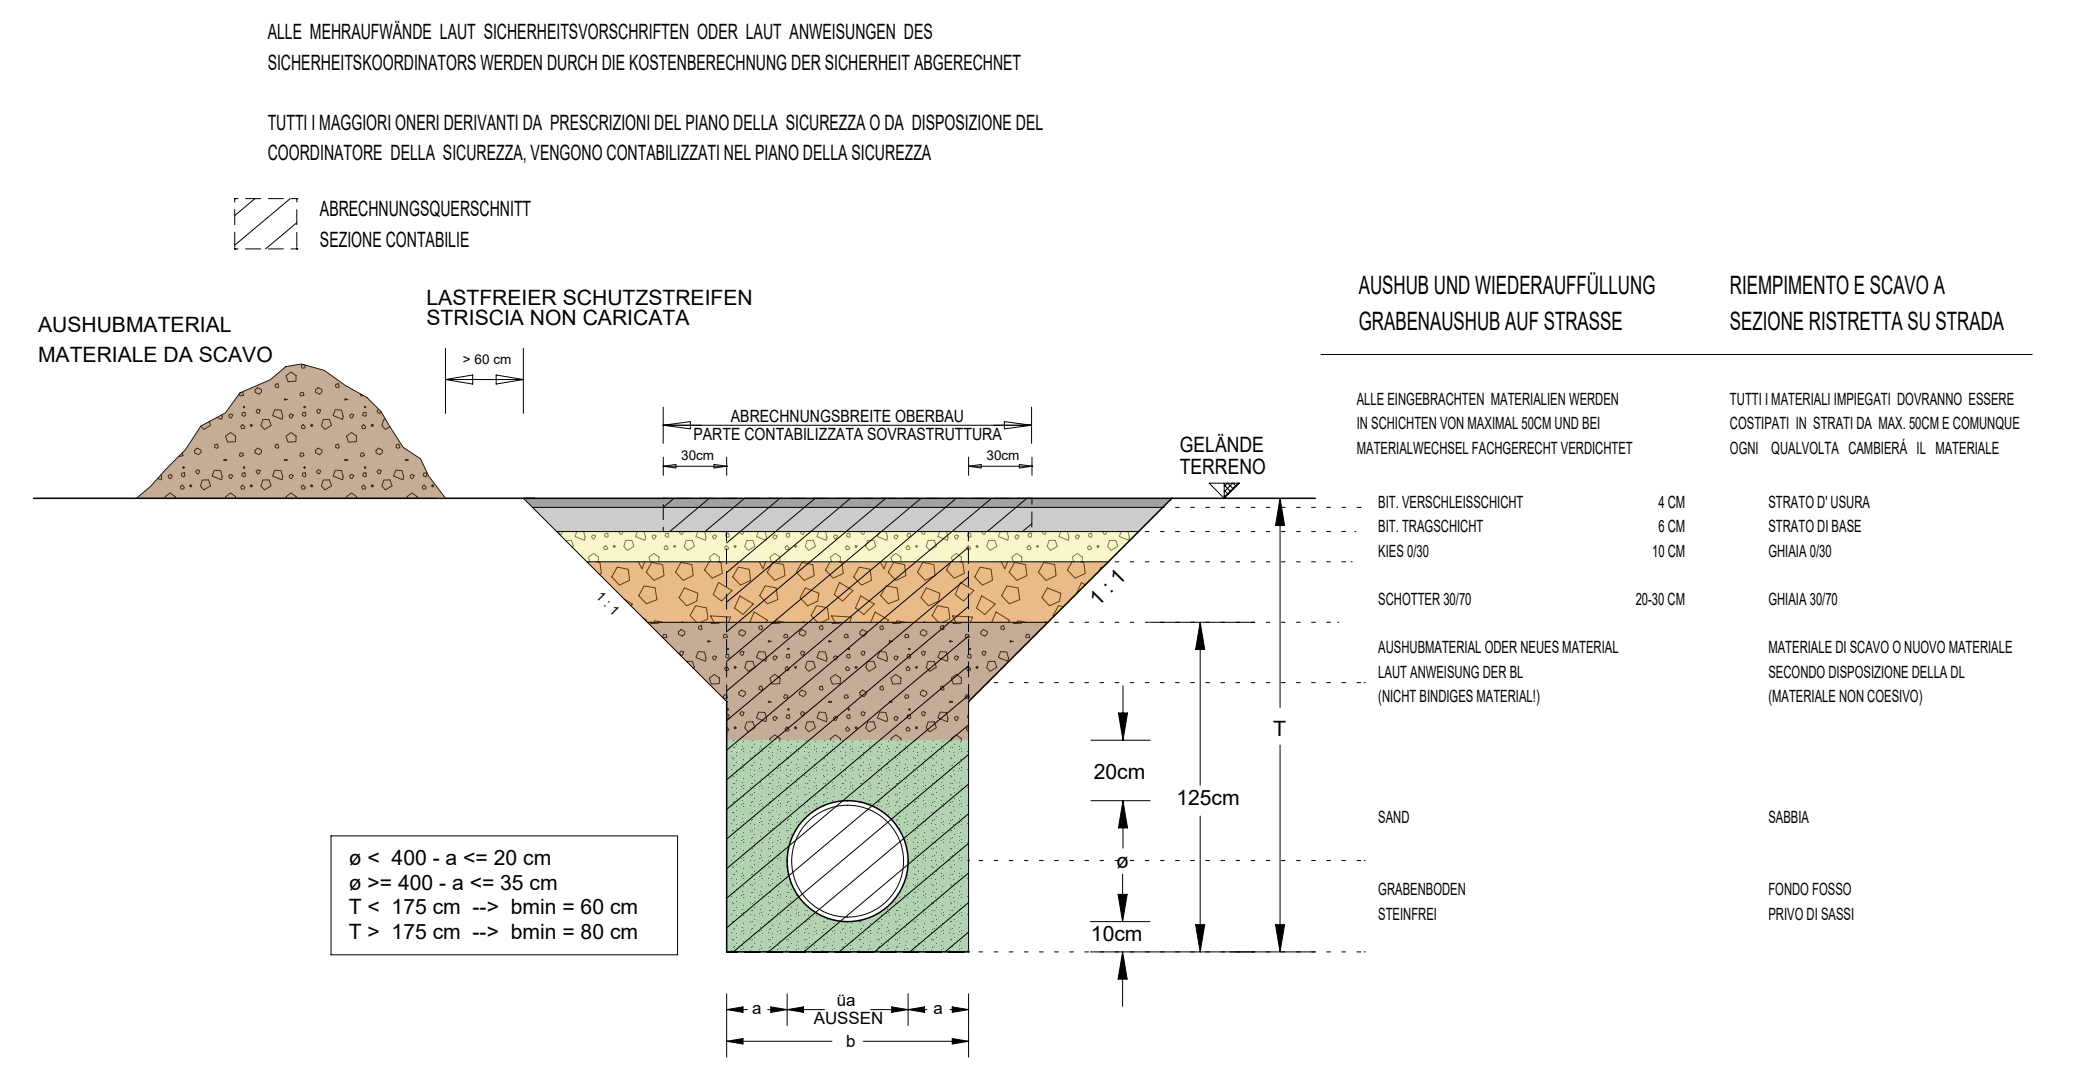 ALLE MEHRAUFWÄNDE LAUT SICHERHEITSVORSCHRIFTEN ODER LAUT ANWEISUNGEN DES
SICHERHEITSKOORDINATORS WERDEN DURCH DIE KOSTENBERECHNUNG DER SICHERHEIT ABGERECHNET
TUTTI I MAGGIORI ONERI DERIVANTI DA PRESCRIZIONI DEL PIANO DELLA SICUREZZA O DA DISPOSIZIONE DEL
COORDINATORE DELLA SICUREZZA, VENGONO CONTABILIZZATI NEL PIANO DELLA SICUREZZA
ABRECHNUNGSQUERSCHNITT
SEZIONE CONTABILIE
AUSHUBMATERIAL
MATERIALE DA SCAVO
LASTFREIER SCHUTZSTREIFEN
STRISCIA NON CARICATA
> 60 cm
ABRECHNUNGSBREITE OBERBAU
PARTE CONTABILIZZATA SOVRASTRUTTURA
30cm
30cm
GELÄNDE
TERRENO
1:1
1:1
20cm
ø
10cm
125cm
T
ø < 400 - a <= 20 cm
ø >= 400 - a <= 35 cm
T < 175 cm --> bmin = 60 cm
T > 175 cm --> bmin = 80 cm
a
üa
AUSSEN
a
b
AUSHUB UND WIEDERAUFFÜLLUNG
GRABENAUSHUB AUF STRASSE
RIEMPIMENTO E SCAVO A
SEZIONE RISTRETTA SU STRADA
ALLE EINGEBRACHTEN MATERIALIEN WERDEN
IN SCHICHTEN VON MAXIMAL 50CM UND BEI
MATERIALWECHSEL FACHGERECHT VERDICHTET
TUTTI I MATERIALI IMPIEGATI DOVRANNO ESSERE
COSTIPATI IN STRATI DA MAX. 50CM E COMUNQUE
OGNI QUALVOLTA CAMBIERÁ IL MATERIALE
BIT. VERSCHLEISSCHICHT 4 CM STRATO D' USURA
BIT. TRAGSCHICHT 6 CM STRATO DI BASE
KIES 0/30 10 CM GHIAIA 0/30
SCHOTTER 30/70 20-30 CM GHIAIA 30/70
AUSHUBMATERIAL ODER NEUES MATERIAL
LAUT ANWEISUNG DER BL
(NICHT BINDIGES MATERIAL!)
MATERIALE DI SCAVO O NUOVO MATERIALE
SECONDO DISPOSIZIONE DELLA DL
(MATERIALE NON COESIVO)
SAND SABBIA
GRABENBODEN
STEINFREI
FONDO FOSSO
PRIVO DI SASSI